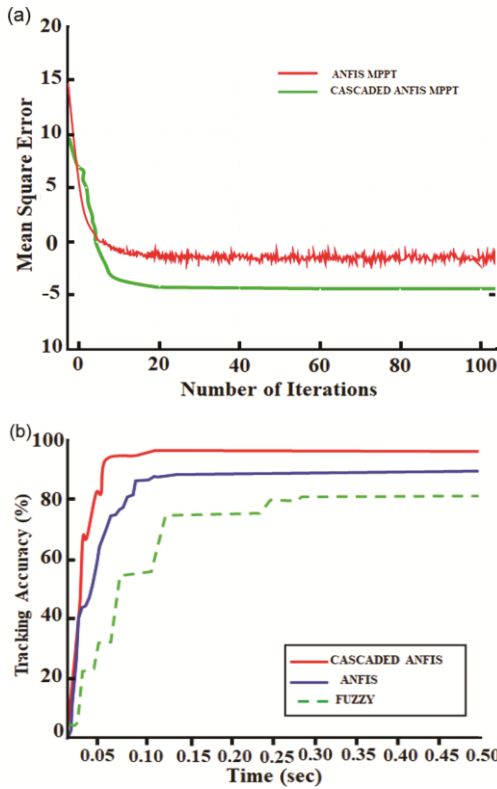 (a)
20
15
10
5
0
-5
10
Mean Square Error
ANFIS MPPT
CASCADED ANFIS MPPT
0 20 40 60 80 100
Number of Iterations
(b)
100
80
60
40
20
0
Tracking Accuracy (%)
CASCADED ANFIS
ANFIS
FUZZY
0.05 0.10 0.15 0.20 0.25 0.30 0.35 0.40 0.45 0.50
Time (sec)